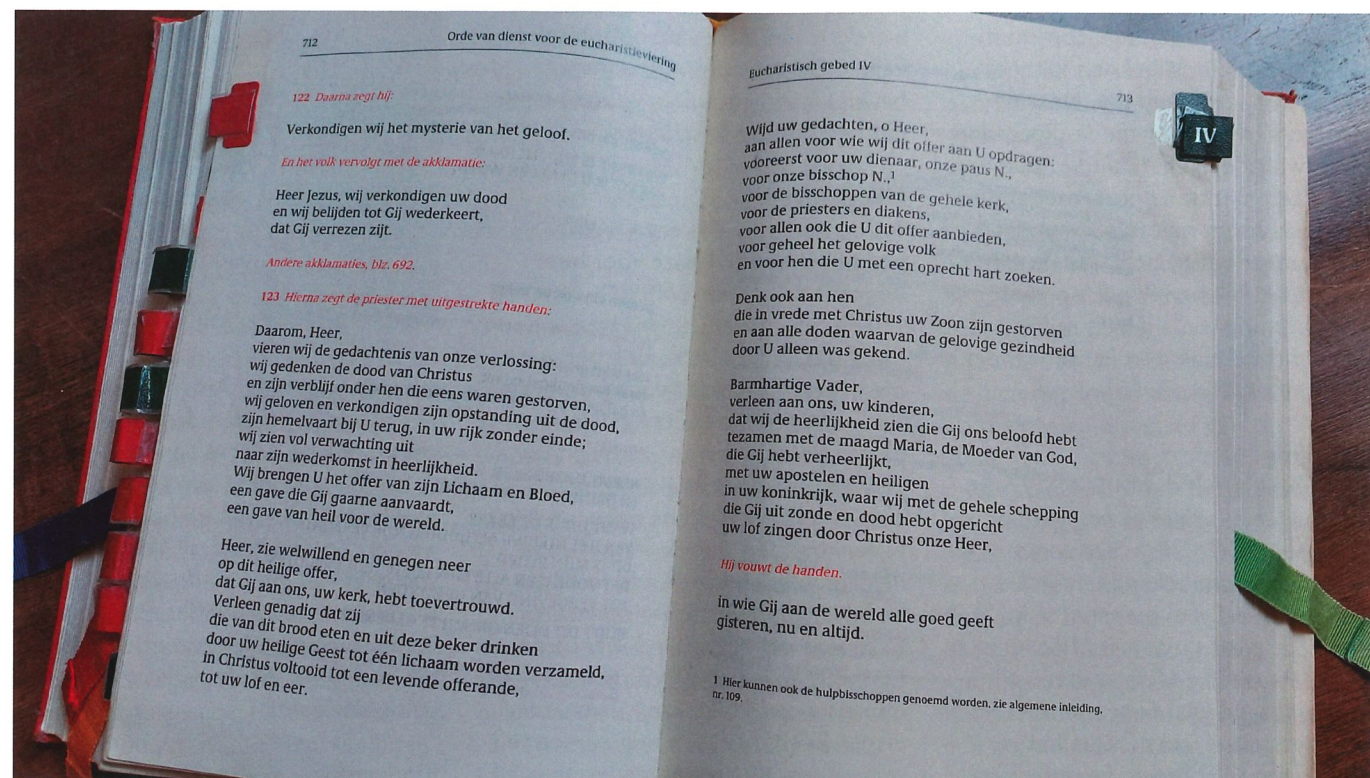 712
Orde van dienst voor de eucharistieviering
122 Daarna zegt hij:
Verkondigen wij het mysterie van het geloof.
En het volk vervolgt met de akklamatie:
Heer Jezus, wij verkondigen uw dood
en wij belijden tot Gij wederkeert,
dat Gij verrezen zijt.
Andere akklamaties, blz. 692.
123 Hierna zegt de priester met uitgestrekte handen:
Daarom, Heer,
vieren wij de gedachtenis van onze verlossing:
wij gedenken de dood van Christus
en zijn verblijf onder hen die eens waren gestorven,
wij geloven en verkondigen zijn opstanding uit de dood,
zijn hemelvaart bij U terug, in uw rijk zonder einde;
wij zien vol verwachting uit
naar zijn wederkomst in heerlijkheid.
Wij brengen U het offer van zijn Lichaam en Bloed,
een gave die Gij gaarne aanvaardt,
een gave van heil voor de wereld.
Heer, zie welwillend en genegen neer
op dit heilige offer,
dat Gij aan ons, uw kerk, hebt toevertrouwd.
Verleen genadig dat zij
die van dit brood eten en uit deze beker drinken
door uw heilige Geest tot één lichaam worden verzameld,
in Christus voltooid tot een levende offerande,
tot uw lof en eer.
Eucharistisch gebed IV
713
Wijd uw gedachten, o Heer,
aan allen voor wie wij dit offer aan U opdragen:
vooreerst voor uw dienaar, onze paus N.,
voor onze bisschop N.,¹
voor de bisschoppen van de gehele kerk,
voor de priesters en diakens,
voor allen ook die U dit offer aanbieden,
voor geheel het gelovige volk
en voor hen die U met een oprecht hart zoeken.
Denk ook aan hen
die in vrede met Christus uw Zoon zijn gestorven
en aan alle doden waarvan de gelovige gezindheid
door U alleen was gekend.
Barmhartige Vader,
verleen aan ons, uw kinderen,
dat wij de heerlijkheid zien die Gij ons beloofd hebt
tezamen met de maagd Maria, de Moeder van God,
die Gij hebt verheerlijkt,
met uw apostelen en heiligen
in uw koninkrijk, waar wij met de gehele schepping
die Gij uit zonde en dood hebt opgericht
uw lof zingen door Christus onze Heer,
Hij vouwt de handen.
in wie Gij aan de wereld alle goed geeft
gisteren, nu en altijd.
1 Hier kunnen ook de hulpbisschoppen genoemd worden, zie algemene inleiding,
nr. 109.
IV